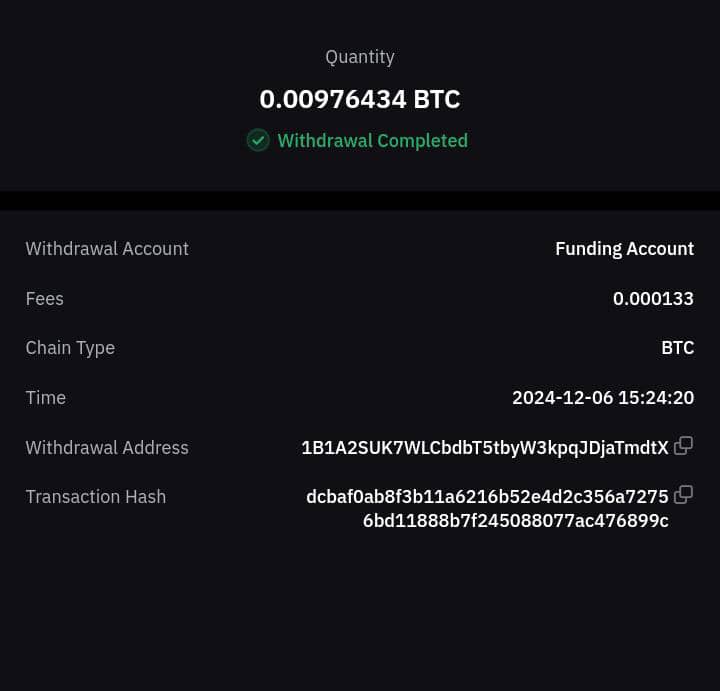 Quantity
0.00976434 BTC
Withdrawal Completed
Withdrawal Account Funding Account
Fees 0.000133
Chain Type BTC
Time 2024-12-06 15:24:20
Withdrawal Address 1B1A2SUK7WLCbdbT5tbyW3kpqJDjaTmdtX
Transaction Hash dcbaf0ab8f3b11a6216b52e4d2c356a7275
6bd11888b7f245088077ac476899c